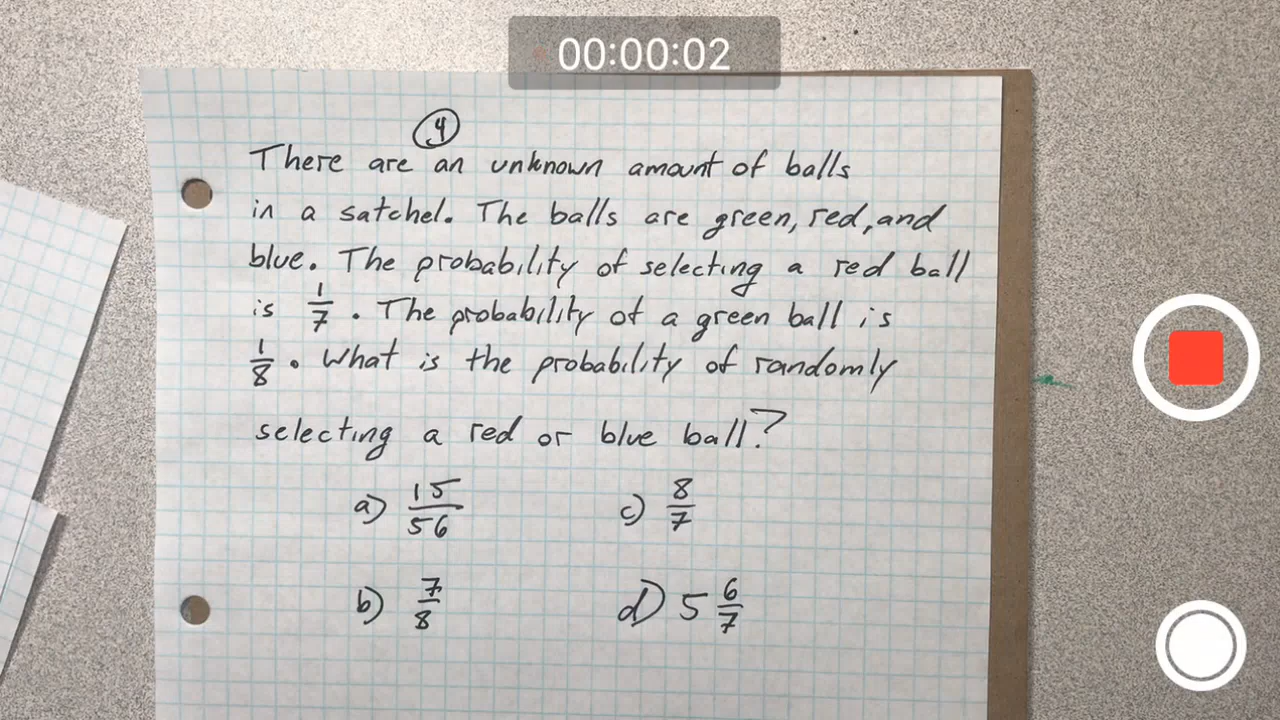 00:00:02
4
There are an unknown amount of balls
in a satchel. The balls are green, red, and
blue. The probability of selecting a red ball
is 1/7. The probability of a green ball is
1/8. What is the probability of randomly
selecting a red or blue ball?
a) 15/56 c) 8/7
b) 7/8 d) 5 6/7